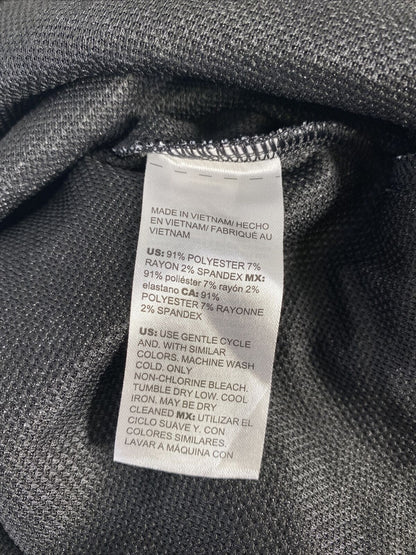 MADE IN VIETNAM/ HECHO
EN VIETNAM/ FABRIQUÉ AU
VIETNAM
US: 91% POLYESTER 7%
RAYON 2% SPANDEX MX:
91% poliéster 7% rayón 2%
elastano CA: 91%
POLYESTER 7% RAYONNE
2% SPANDEX
US: USE GENTLE CYCLE
AND. WITH SIMILAR
COLORS. MACHINE WASH
COLD. ONLY
NON-CHLORINE BLEACH.
TUMBLE DRY LOW. COOL
IRON. MAY BE DRY
CLEANED MX: UTILIZAR EL
CICLO SUAVE Y. CON
COLORES SIMILARES.
LAVAR A MÁQUINA CON